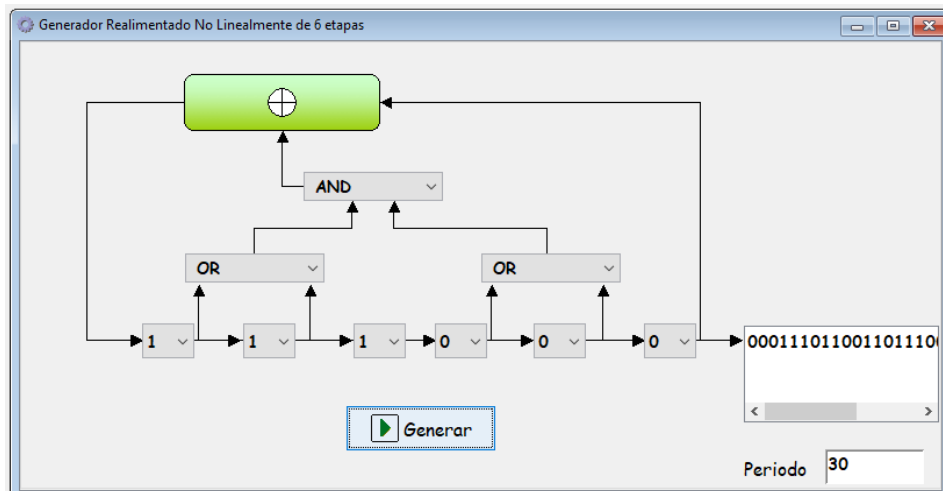 Generador Realimentado No Linealmente de 6 etapas
AND
OR OR
1 1 1 0 0 0 0001110110011011100
Generar
Periodo 30